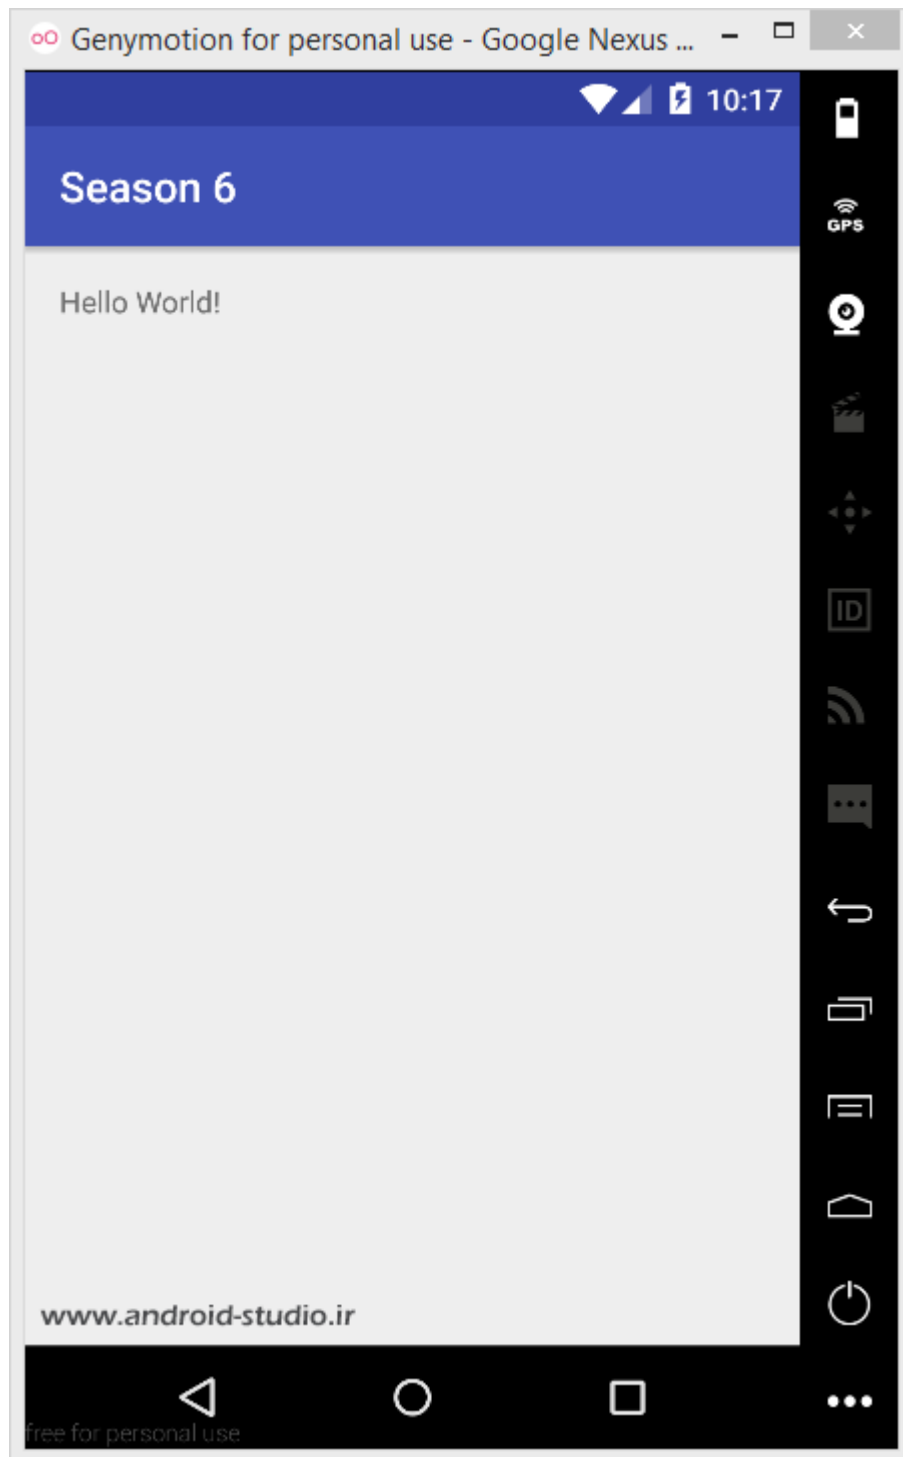 Genymotion for personal use - Google Nexus ...
10:17
Season 6
GPS
Hello World!
ID
www.android-studio.ir
free for personal use